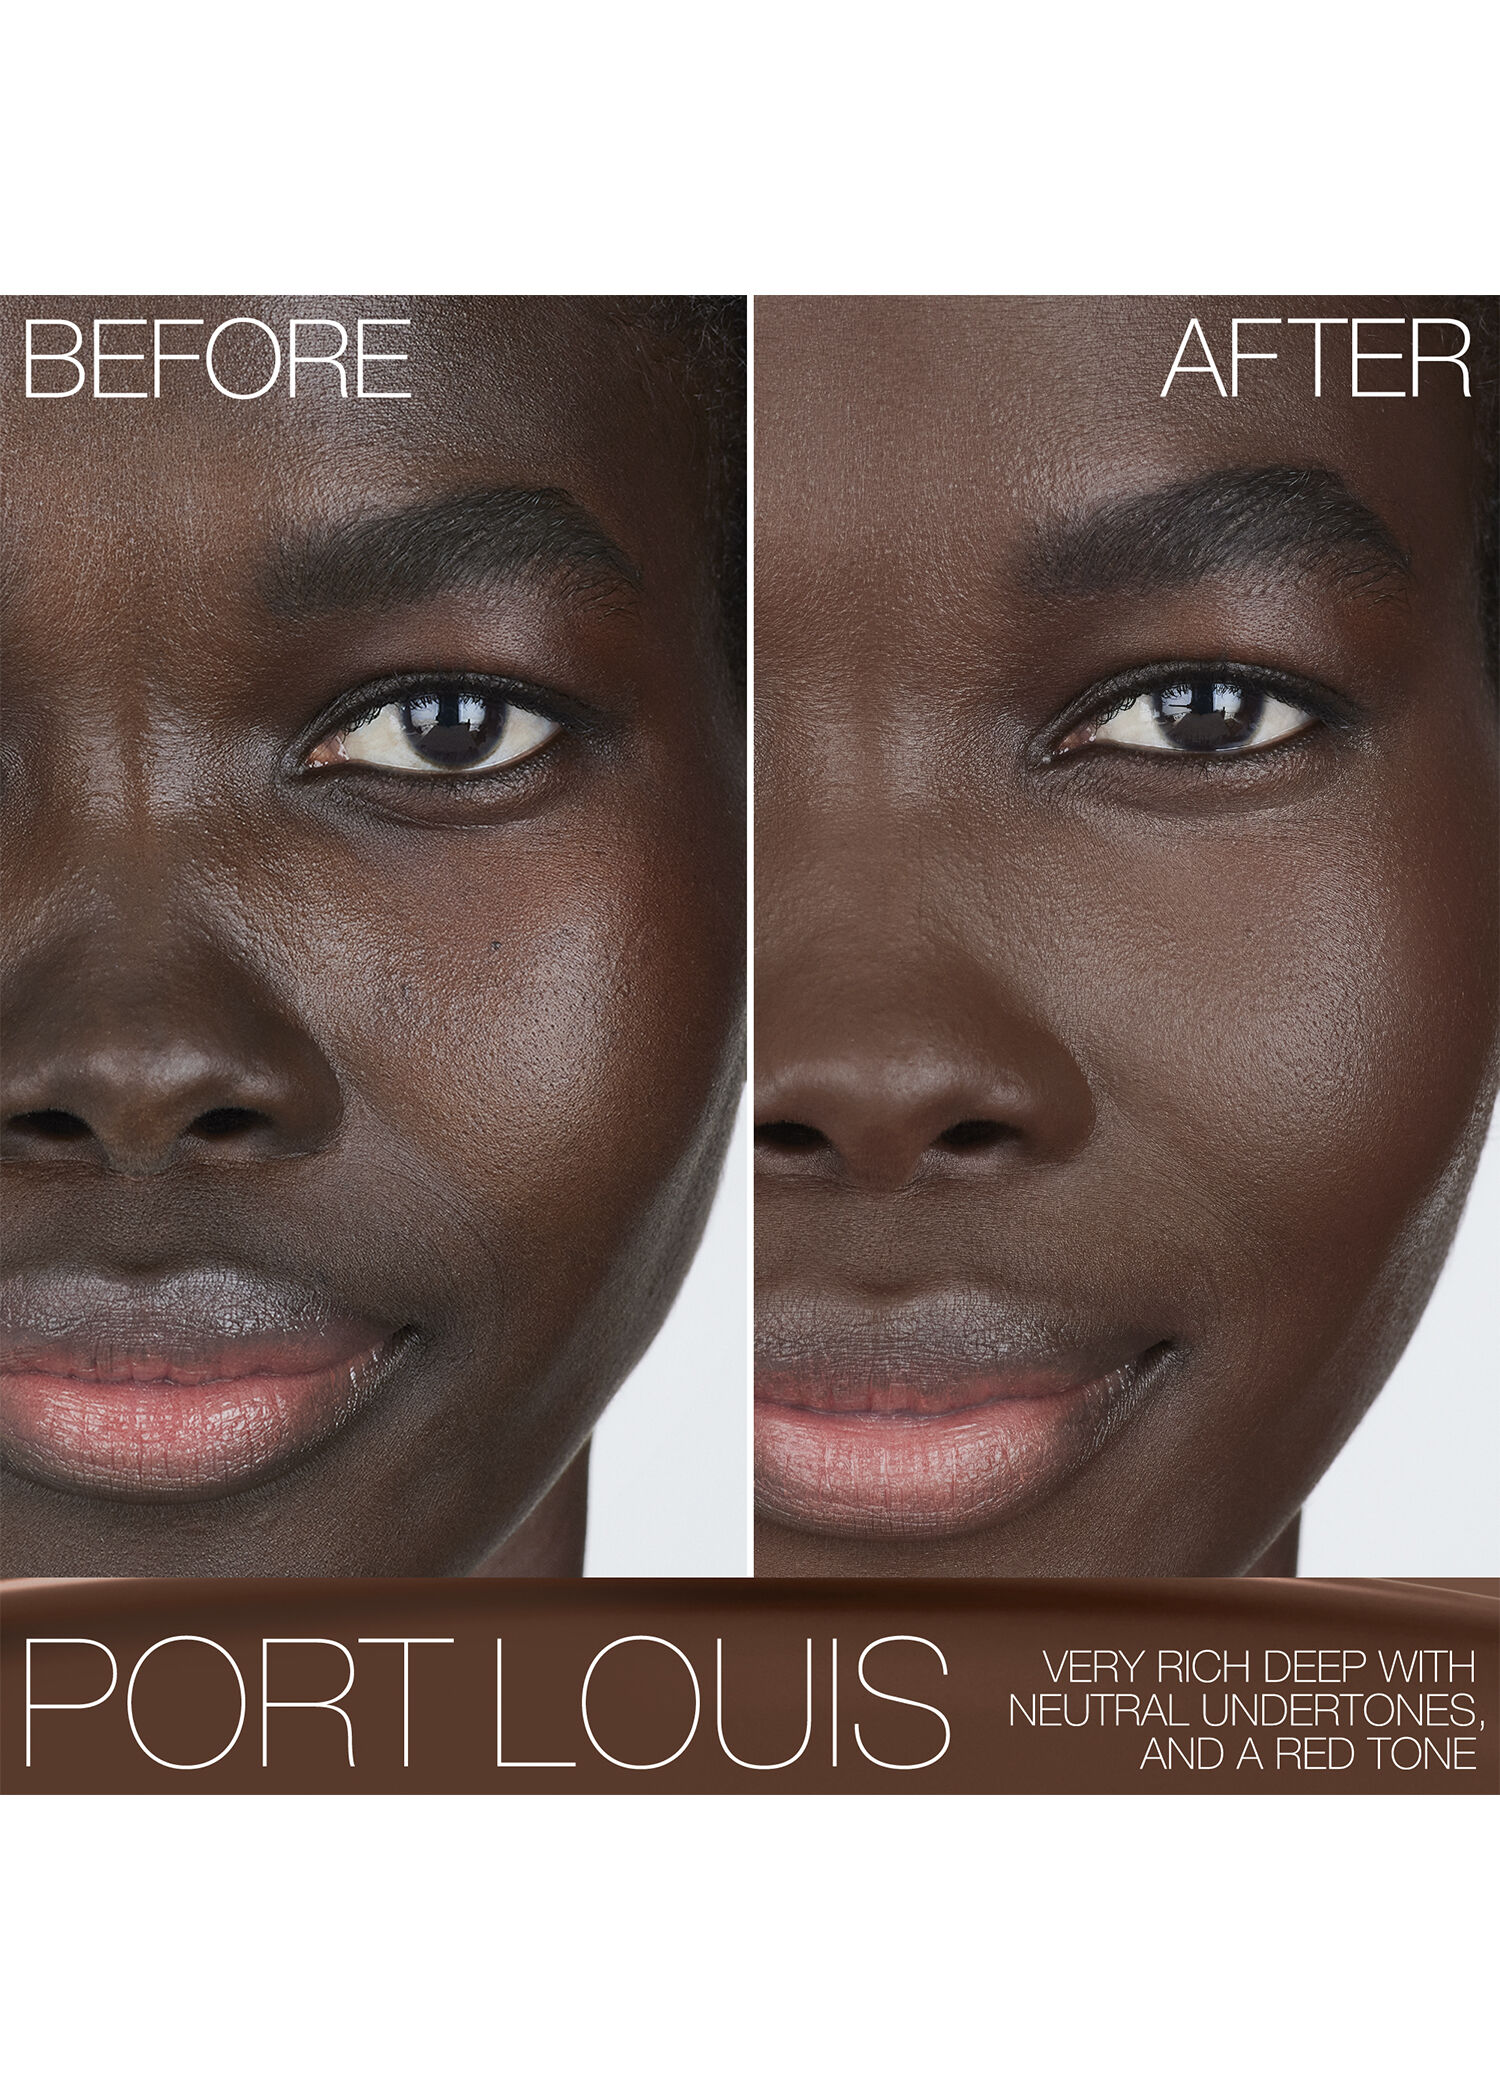 BEFORE
AFTER
PORT LOUIS
VERY RICH DEEP WITH
NEUTRAL UNDERTONES,
AND A RED TONE